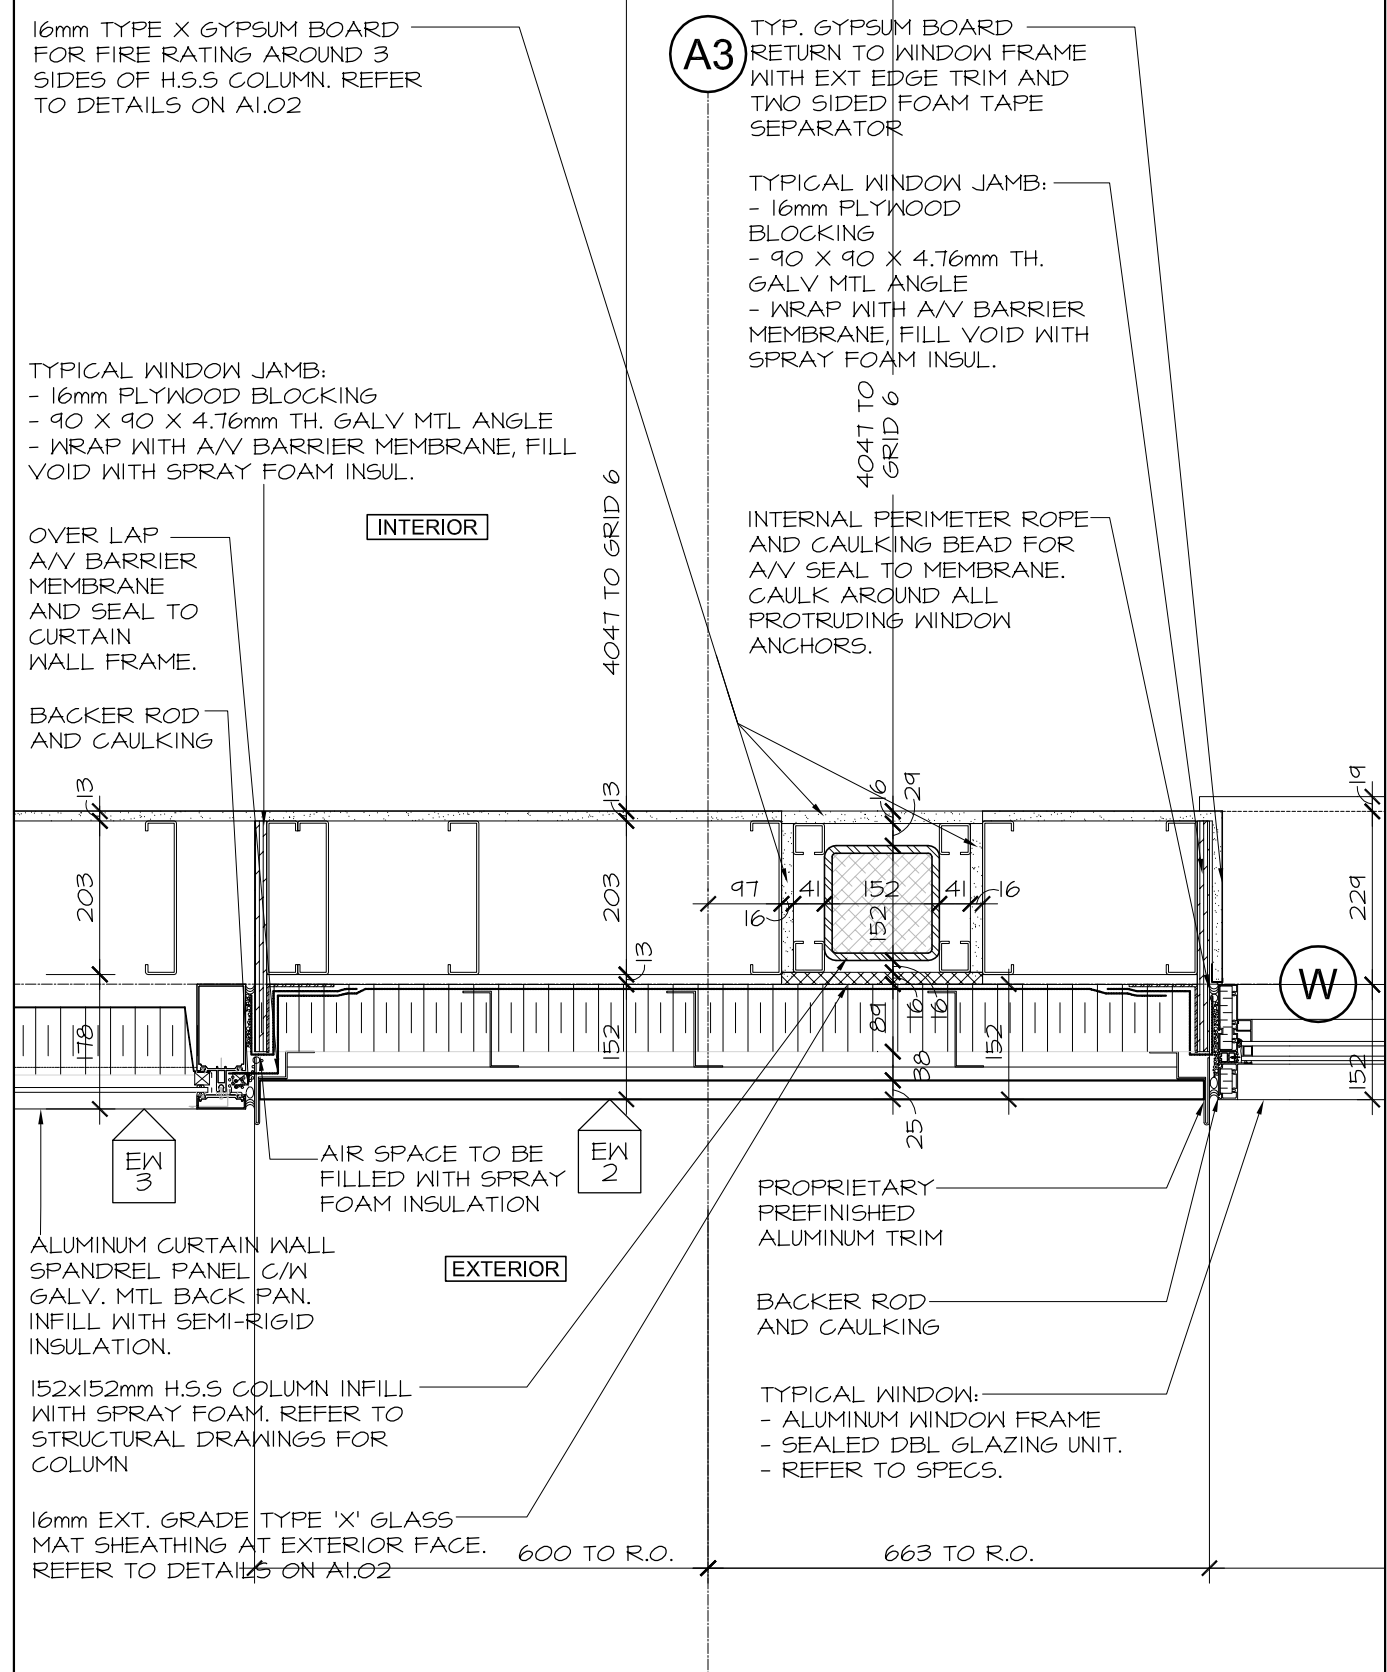 16mm TYPE X GYPSUM BOARD
FOR FIRE RATING AROUND 3
SIDES OF H.S.S COLUMN. REFER
TO DETAILS ON A1.02
A3
TYP. GYPSUM BOARD
RETURN TO WINDOW FRAME
WITH EXT EDGE TRIM AND
TWO SIDED FOAM TAPE
SEPARATOR
TYPICAL WINDOW JAMB:
- 16mm PLYWOOD
BLOCKING
- 90 X 90 X 4.76mm TH.
GALV MTL ANGLE
- WRAP WITH A/V BARRIER
MEMBRANE, FILL VOID WITH
SPRAY FOAM INSUL.
TYPICAL WINDOW JAMB:
- 16mm PLYWOOD BLOCKING
- 90 X 90 X 4.76mm TH. GALV MTL ANGLE
- WRAP WITH A/V BARRIER MEMBRANE, FILL
VOID WITH SPRAY FOAM INSUL.
4047 TO
GRID 6
4047 TO GRID 6
INTERIOR
OVER LAP
A/V BARRIER
MEMBRANE
AND SEAL TO
CURTAIN
WALL FRAME.
INTERNAL PERIMETER ROPE
AND CAULKING BEAD FOR
A/V SEAL TO MEMBRANE.
CAULK AROUND ALL
PROTRUDING WINDOW
ANCHORS.
BACKER ROD
AND CAULKING
13
13
16
29
19
203
203
97
16
41
152
152
41
16
229
13
W
178
152
89
16
16
38
152
152
25
EW
3
AIR SPACE TO BE
FILLED WITH SPRAY
FOAM INSULATION
EW
2
PROPRIETARY
PREFINISHED
ALUMINUM TRIM
ALUMINUM CURTAIN WALL
SPANDREL PANEL C/W
GALV. MTL BACK PAN.
INFILL WITH SEMI-RIGID
INSULATION.
EXTERIOR
BACKER ROD
AND CAULKING
152x152mm H.S.S COLUMN INFILL
WITH SPRAY FOAM. REFER TO
STRUCTURAL DRAWINGS FOR
COLUMN
TYPICAL WINDOW:
- ALUMINUM WINDOW FRAME
- SEALED DBL GLAZING UNIT.
- REFER TO SPECS.
16mm EXT. GRADE TYPE 'X' GLASS
MAT SHEATHING AT EXTERIOR FACE.
REFER TO DETAILS ON A1.02
600 TO R.O.
663 TO R.O.